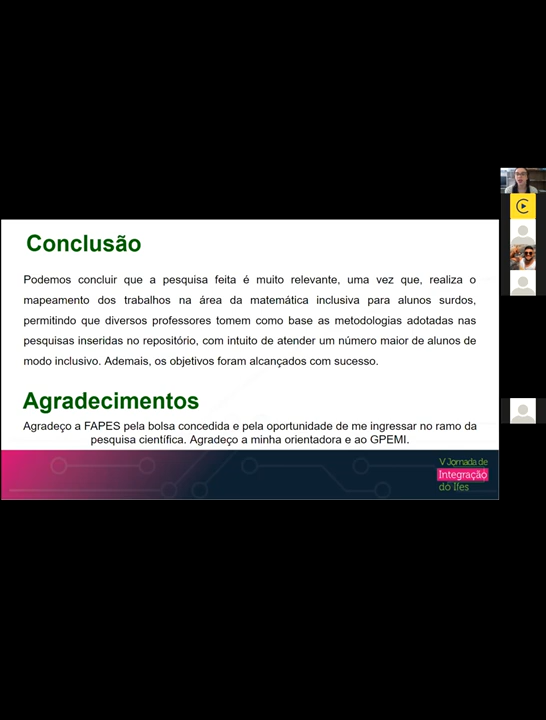 Conclusão
Podemos concluir que a pesquisa feita é muito relevante, uma vez que, realiza o
mapeamento dos trabalhos na área da matemática inclusiva para alunos surdos,
permitindo que diversos professores tomem como base as metodologias adotadas nas
pesquisas inseridas no repositório, com intuito de atender um número maior de alunos de
modo inclusivo. Ademais, os objetivos foram alcançados com sucesso.
Agradecimentos
Agradeço a FAPES pela bolsa concedida e pela oportunidade de me ingressar no ramo da
pesquisa científica. Agradeço a minha orientadora e ao GPEMI.
V Jornada de
Integração
do Ifes